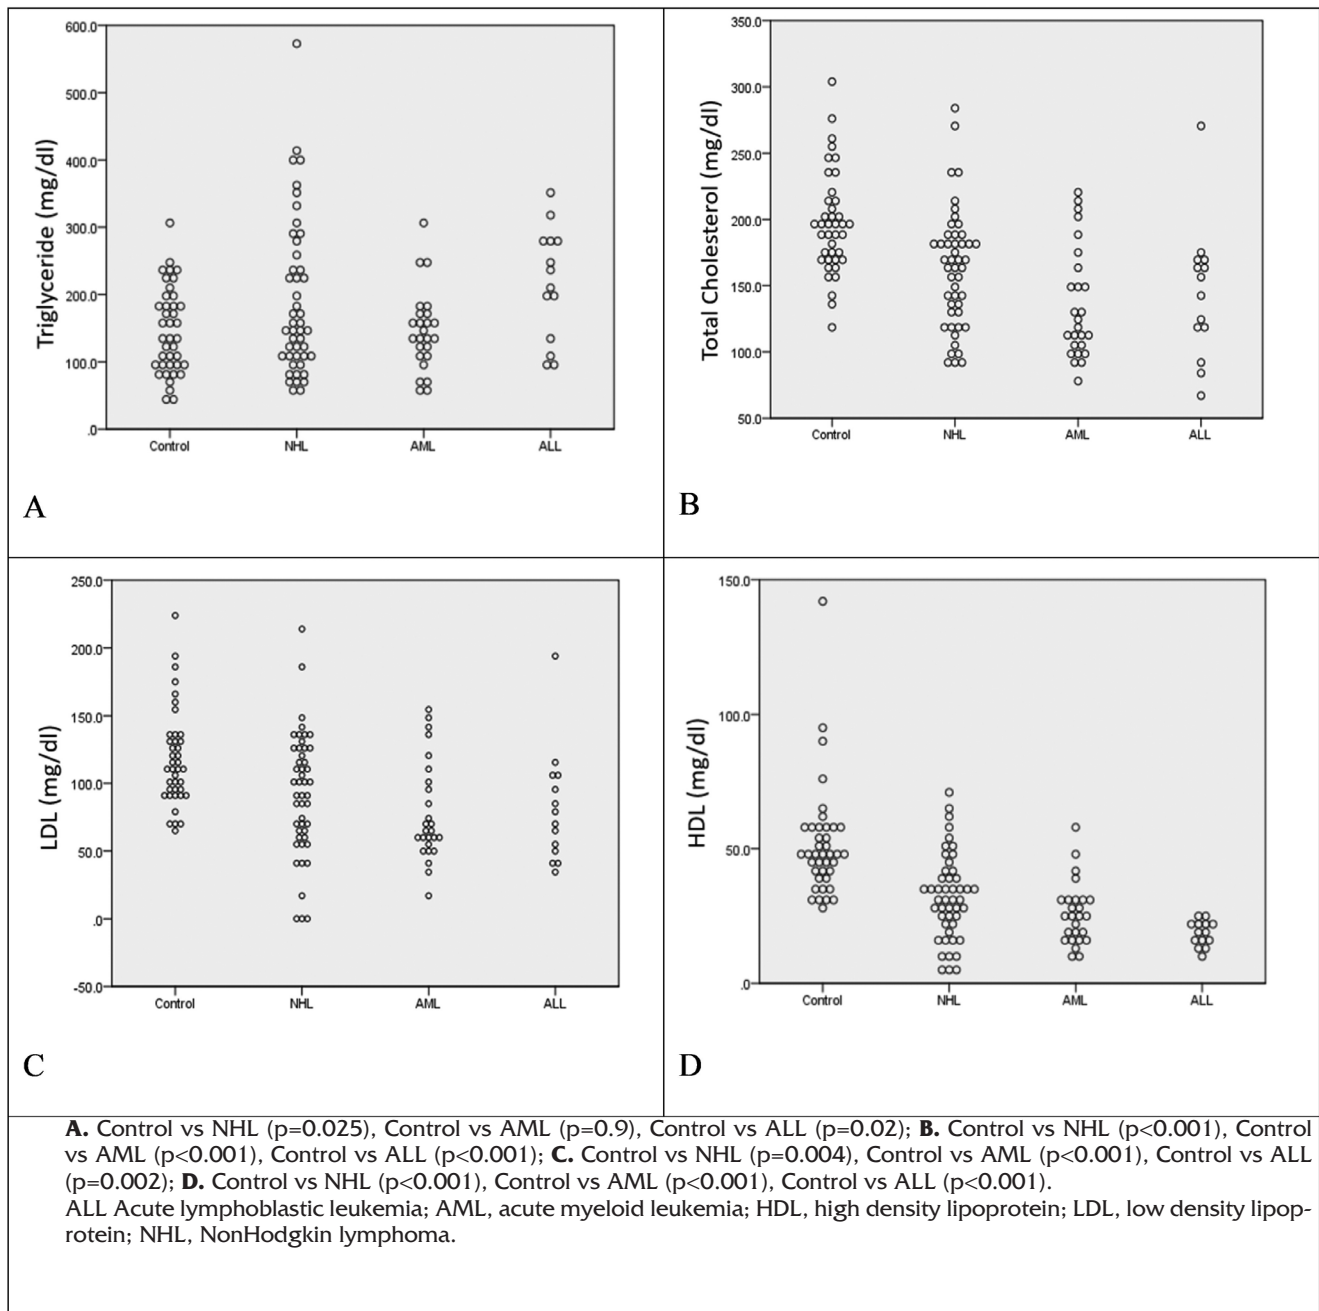 600.0
500.0
400.0
300.0
200.0
100.0
.0
Triglyceride (mg/dl)
Control NHL AML ALL
A
350.0
300.0
250.0
200.0
150.0
100.0
50.0
Total Cholesterol (mg/dl)
Control NHL AML ALL
B
250.0
200.0
150.0
100.0
50.0
.0
-50.0
LDL (mg/dl)
Control NHL AML ALL
C
150.0
100.0
50.0
.0
HDL (mg/dl)
Control NHL AML ALL
D
A. Control vs NHL (p=0.025), Control vs AML (p=0.9), Control vs ALL (p=0.02); B. Control vs NHL (p<0.001), Control
vs AML (p<0.001), Control vs ALL (p<0.001); C. Control vs NHL (p=0.004), Control vs AML (p<0.001), Control vs ALL
(p=0.002); D. Control vs NHL (p<0.001), Control vs AML (p<0.001), Control vs ALL (p<0.001).
ALL Acute lymphoblastic leukemia; AML, acute myeloid leukemia; HDL, high density lipoprotein; LDL, low density lipop-
rotein; NHL, NonHodgkin lymphoma.